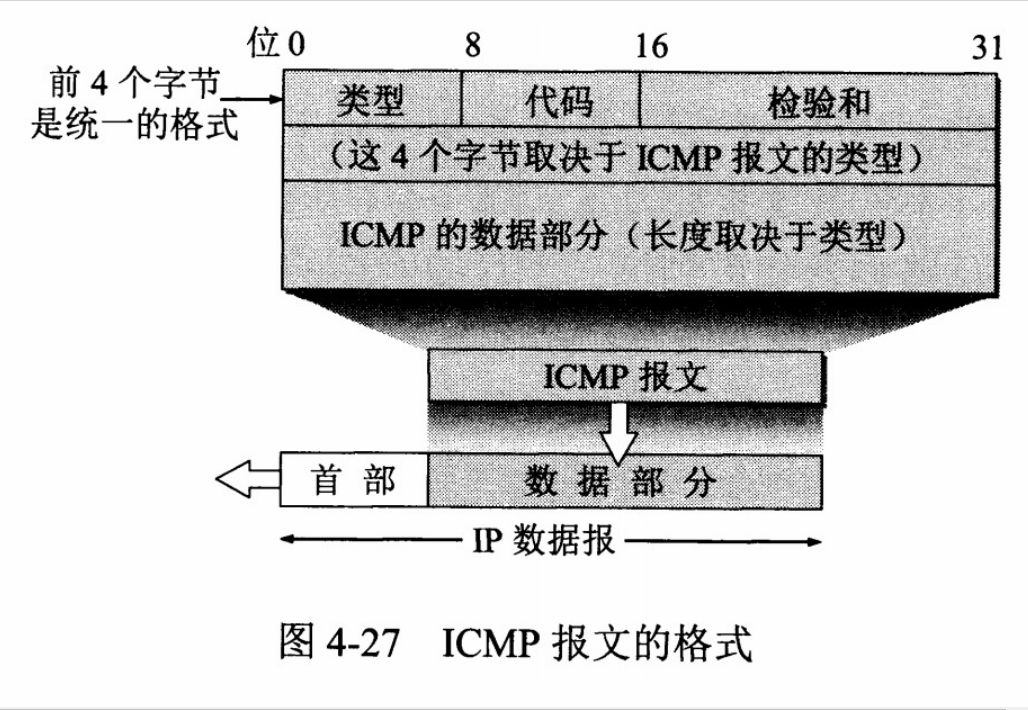 位 0 8 16 31
前 4 个字节
是统一的格式
类型 代码 检验和
（这 4 个字节取决于 ICMP 报文的类型）
ICMP 的数据部分（长度取决于类型）
ICMP 报文
首 部 数 据 部 分
IP 数据报
图 4-27 ICMP 报文的格式